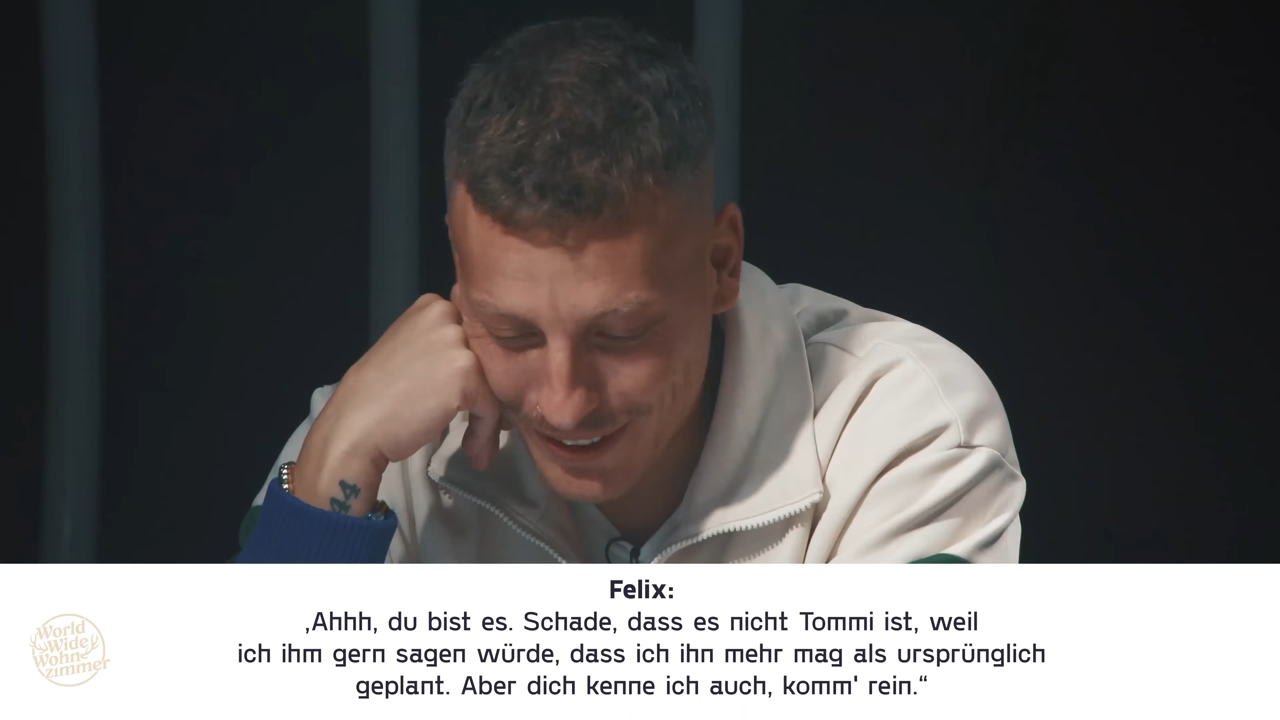 44
Felix:
‚Ahhh, du bist es. Schade, dass es nicht Tommi ist, weil
ich ihm gern sagen würde, dass ich ihn mehr mag als ursprünglich
geplant. Aber dich kenne ich auch, komm' rein.“
World
Wide
Wohn
zimmer